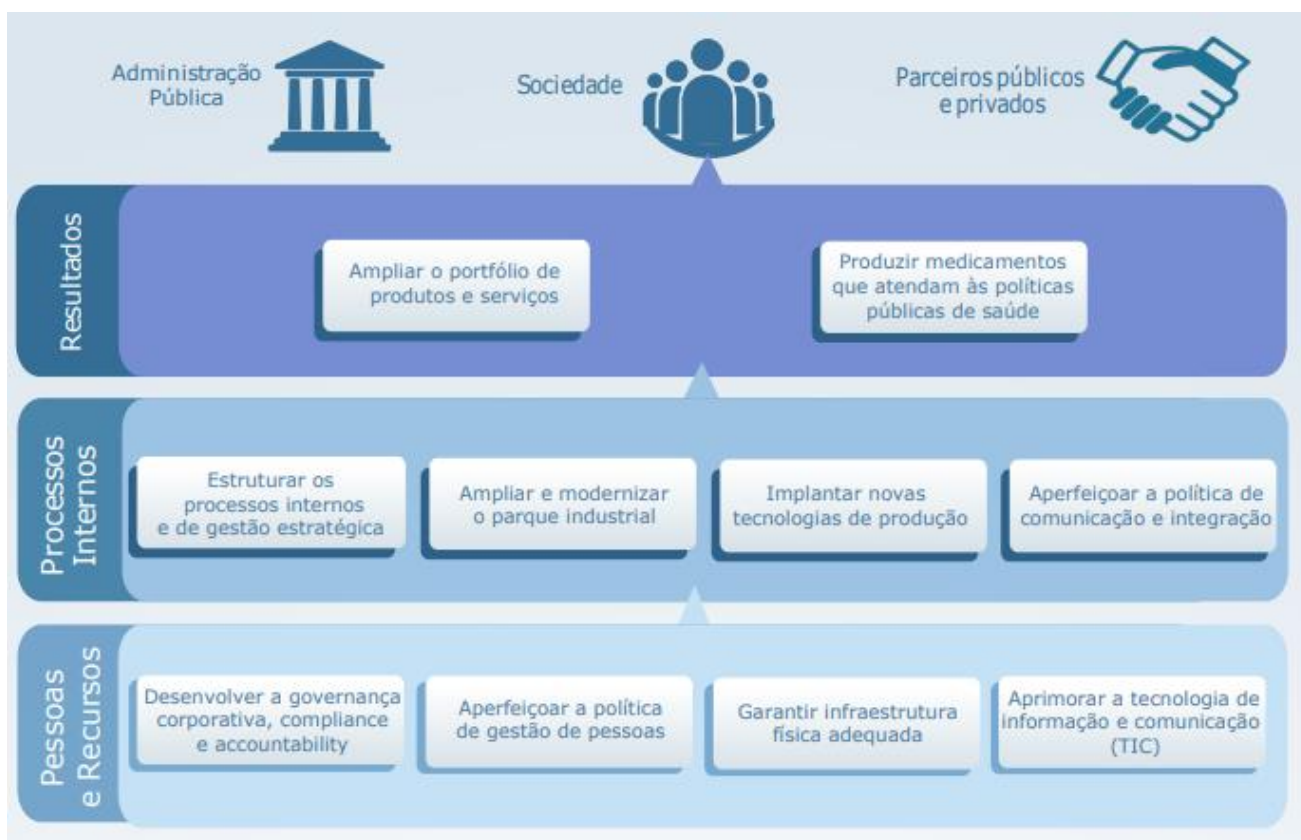 Administração
Pública
Sociedade
Parceiros públicos
e privados
Resultados
Ampliar o portfólio de
produtos e serviços
Produzir medicamentos
que atendam às políticas
públicas de saúde
Processos
Internos
Estruturar os
processos internos
e de gestão estratégica
Ampliar e modernizar
o parque industrial
Implantar novas
tecnologias de produção
Aperfeiçoar a política de
comunicação e integração
Pessoas
e Recursos
Desenvolver a governança
corporativa, compliance
e accountability
Aperfeiçoar a política
de gestão de pessoas
Garantir infraestrutura
física adequada
Aprimorar a tecnologia de
informação e comunicação
(TIC)